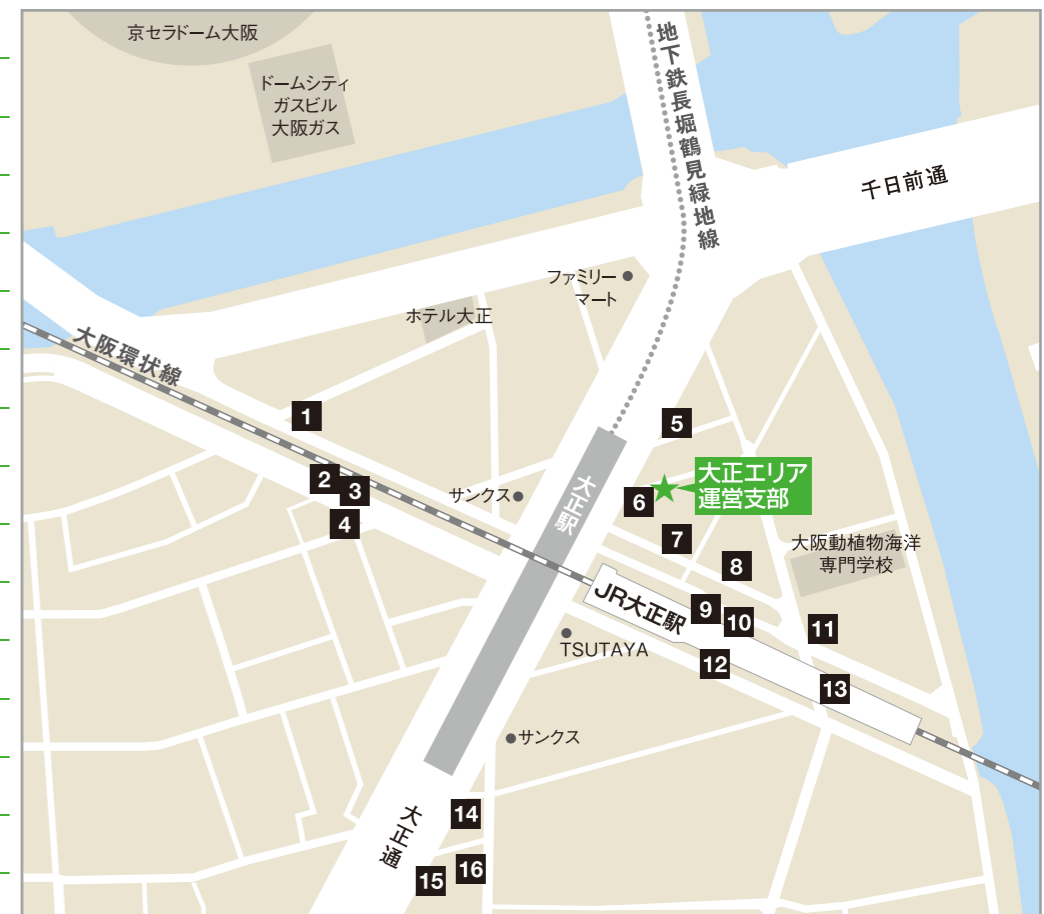 京セラドーム大阪
ドームシティ
ガスビル
大阪ガス
地下鉄長堀鶴見緑地線
千日前通
ファミリー
マート
ホテル大正
大阪環状線
1
5
2
3
4
サンクス
大正駅
6
大正エリア
運営支部
7
8
大阪動植物海洋
専門学校
JR大正駅
9
10
11
TSUTAYA
12
13
サンクス
大正通
14
15
16